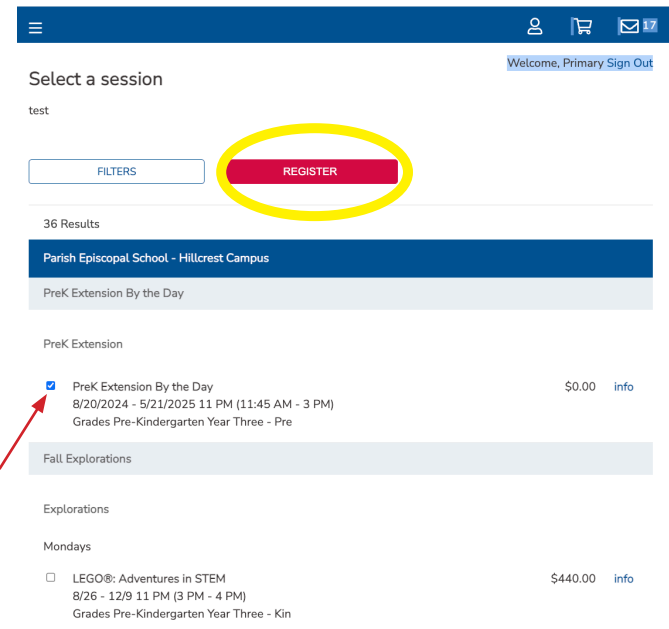 17
Welcome, Primary Sign Out
Select a session
test
FILTERS
REGISTER
36 Results
Parish Episcopal School - Hillcrest Campus
PreK Extension By the Day
PreK Extension
PreK Extension By the Day $0.00 info
8/20/2024 - 5/21/2025 11 PM (11:45 AM - 3 PM)
Grades Pre-Kindergarten Year Three - Pre
Fall Explorations
Explorations
Mondays
LEGO®: Adventures in STEM $440.00 info
8/26 - 12/9 11 PM (3 PM - 4 PM)
Grades Pre-Kindergarten Year Three - Kin